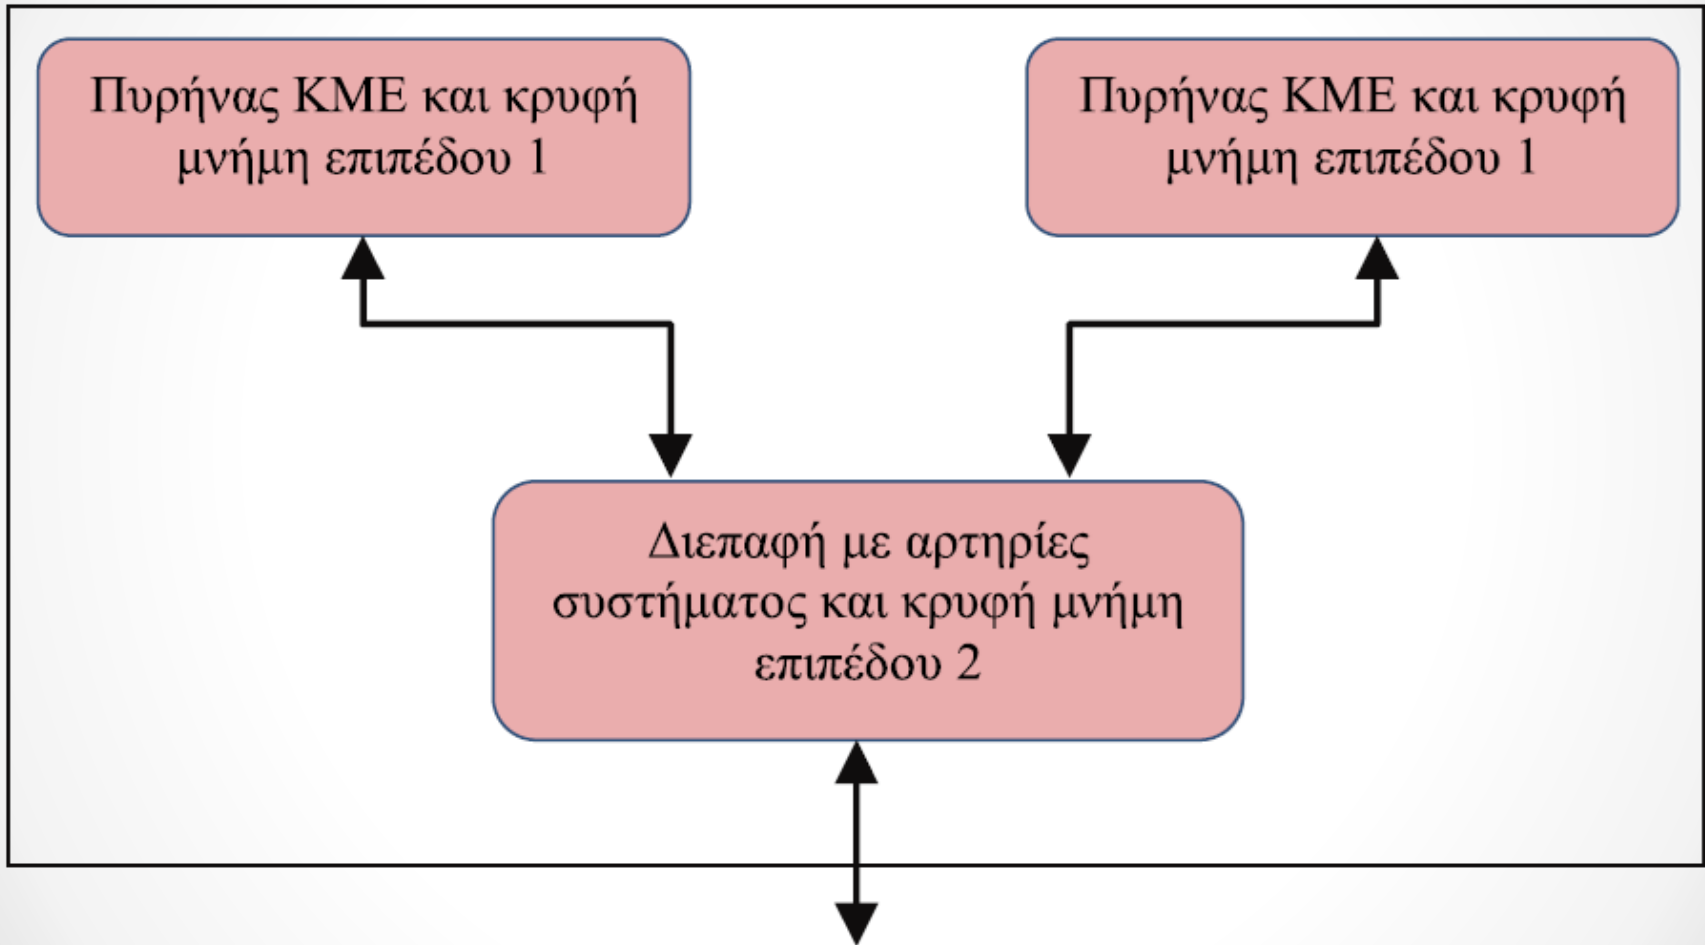 Πυρήνας ΚΜΕ και κρυφή
μνήμη επιπέδου 1
Πυρήνας ΚΜΕ και κρυφή
μνήμη επιπέδου 1
Διεπαφή με αρτηρίες
συστήματος και κρυφή μνήμη
επιπέδου 2